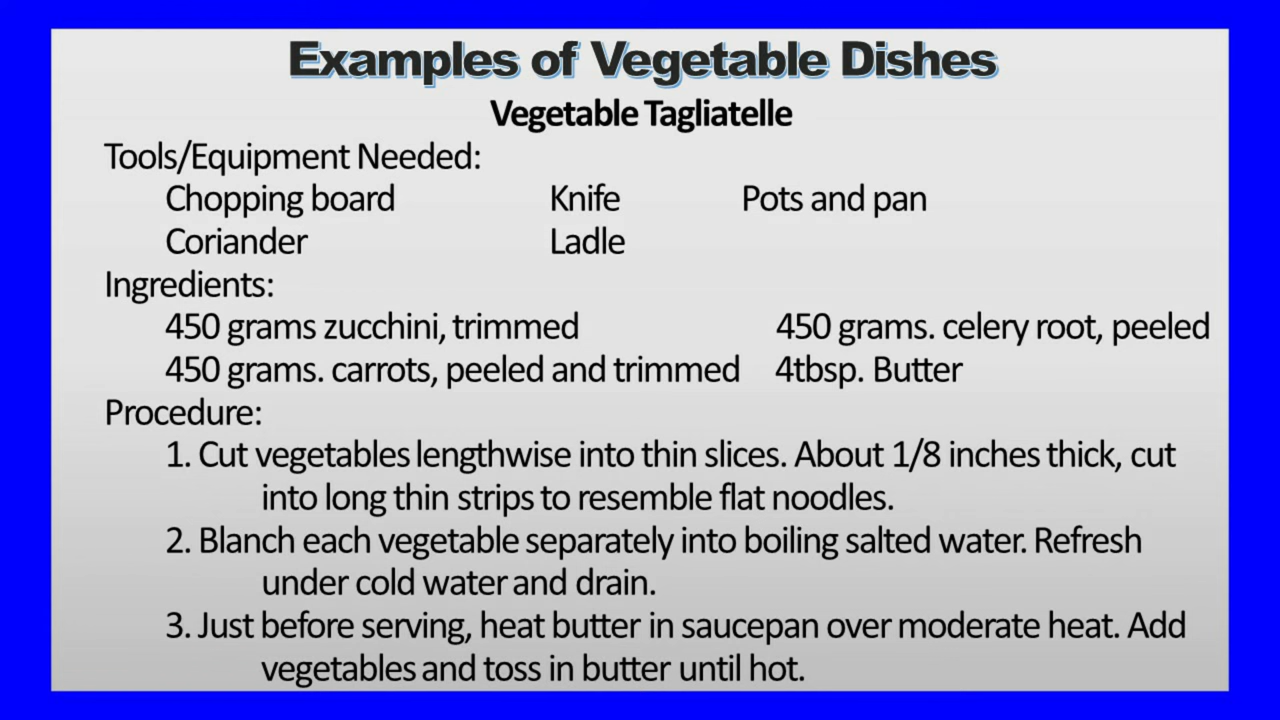 Examples of Vegetable Dishes
Vegetable Tagliatelle
Tools/Equipment Needed:
Chopping board Knife Pots and pan
Coriander Ladle
Ingredients:
450 grams zucchini, trimmed 450 grams. celery root, peeled
450 grams. carrots, peeled and trimmed 4tbsp. Butter
Procedure:
1. Cut vegetables lengthwise into thin slices. About 1/8 inches thick, cut
into long thin strips to resemble flat noodles.
2. Blanch each vegetable separately into boiling salted water. Refresh
under cold water and drain.
3. Just before serving, heat butter in saucepan over moderate heat. Add
vegetables and toss in butter until hot.